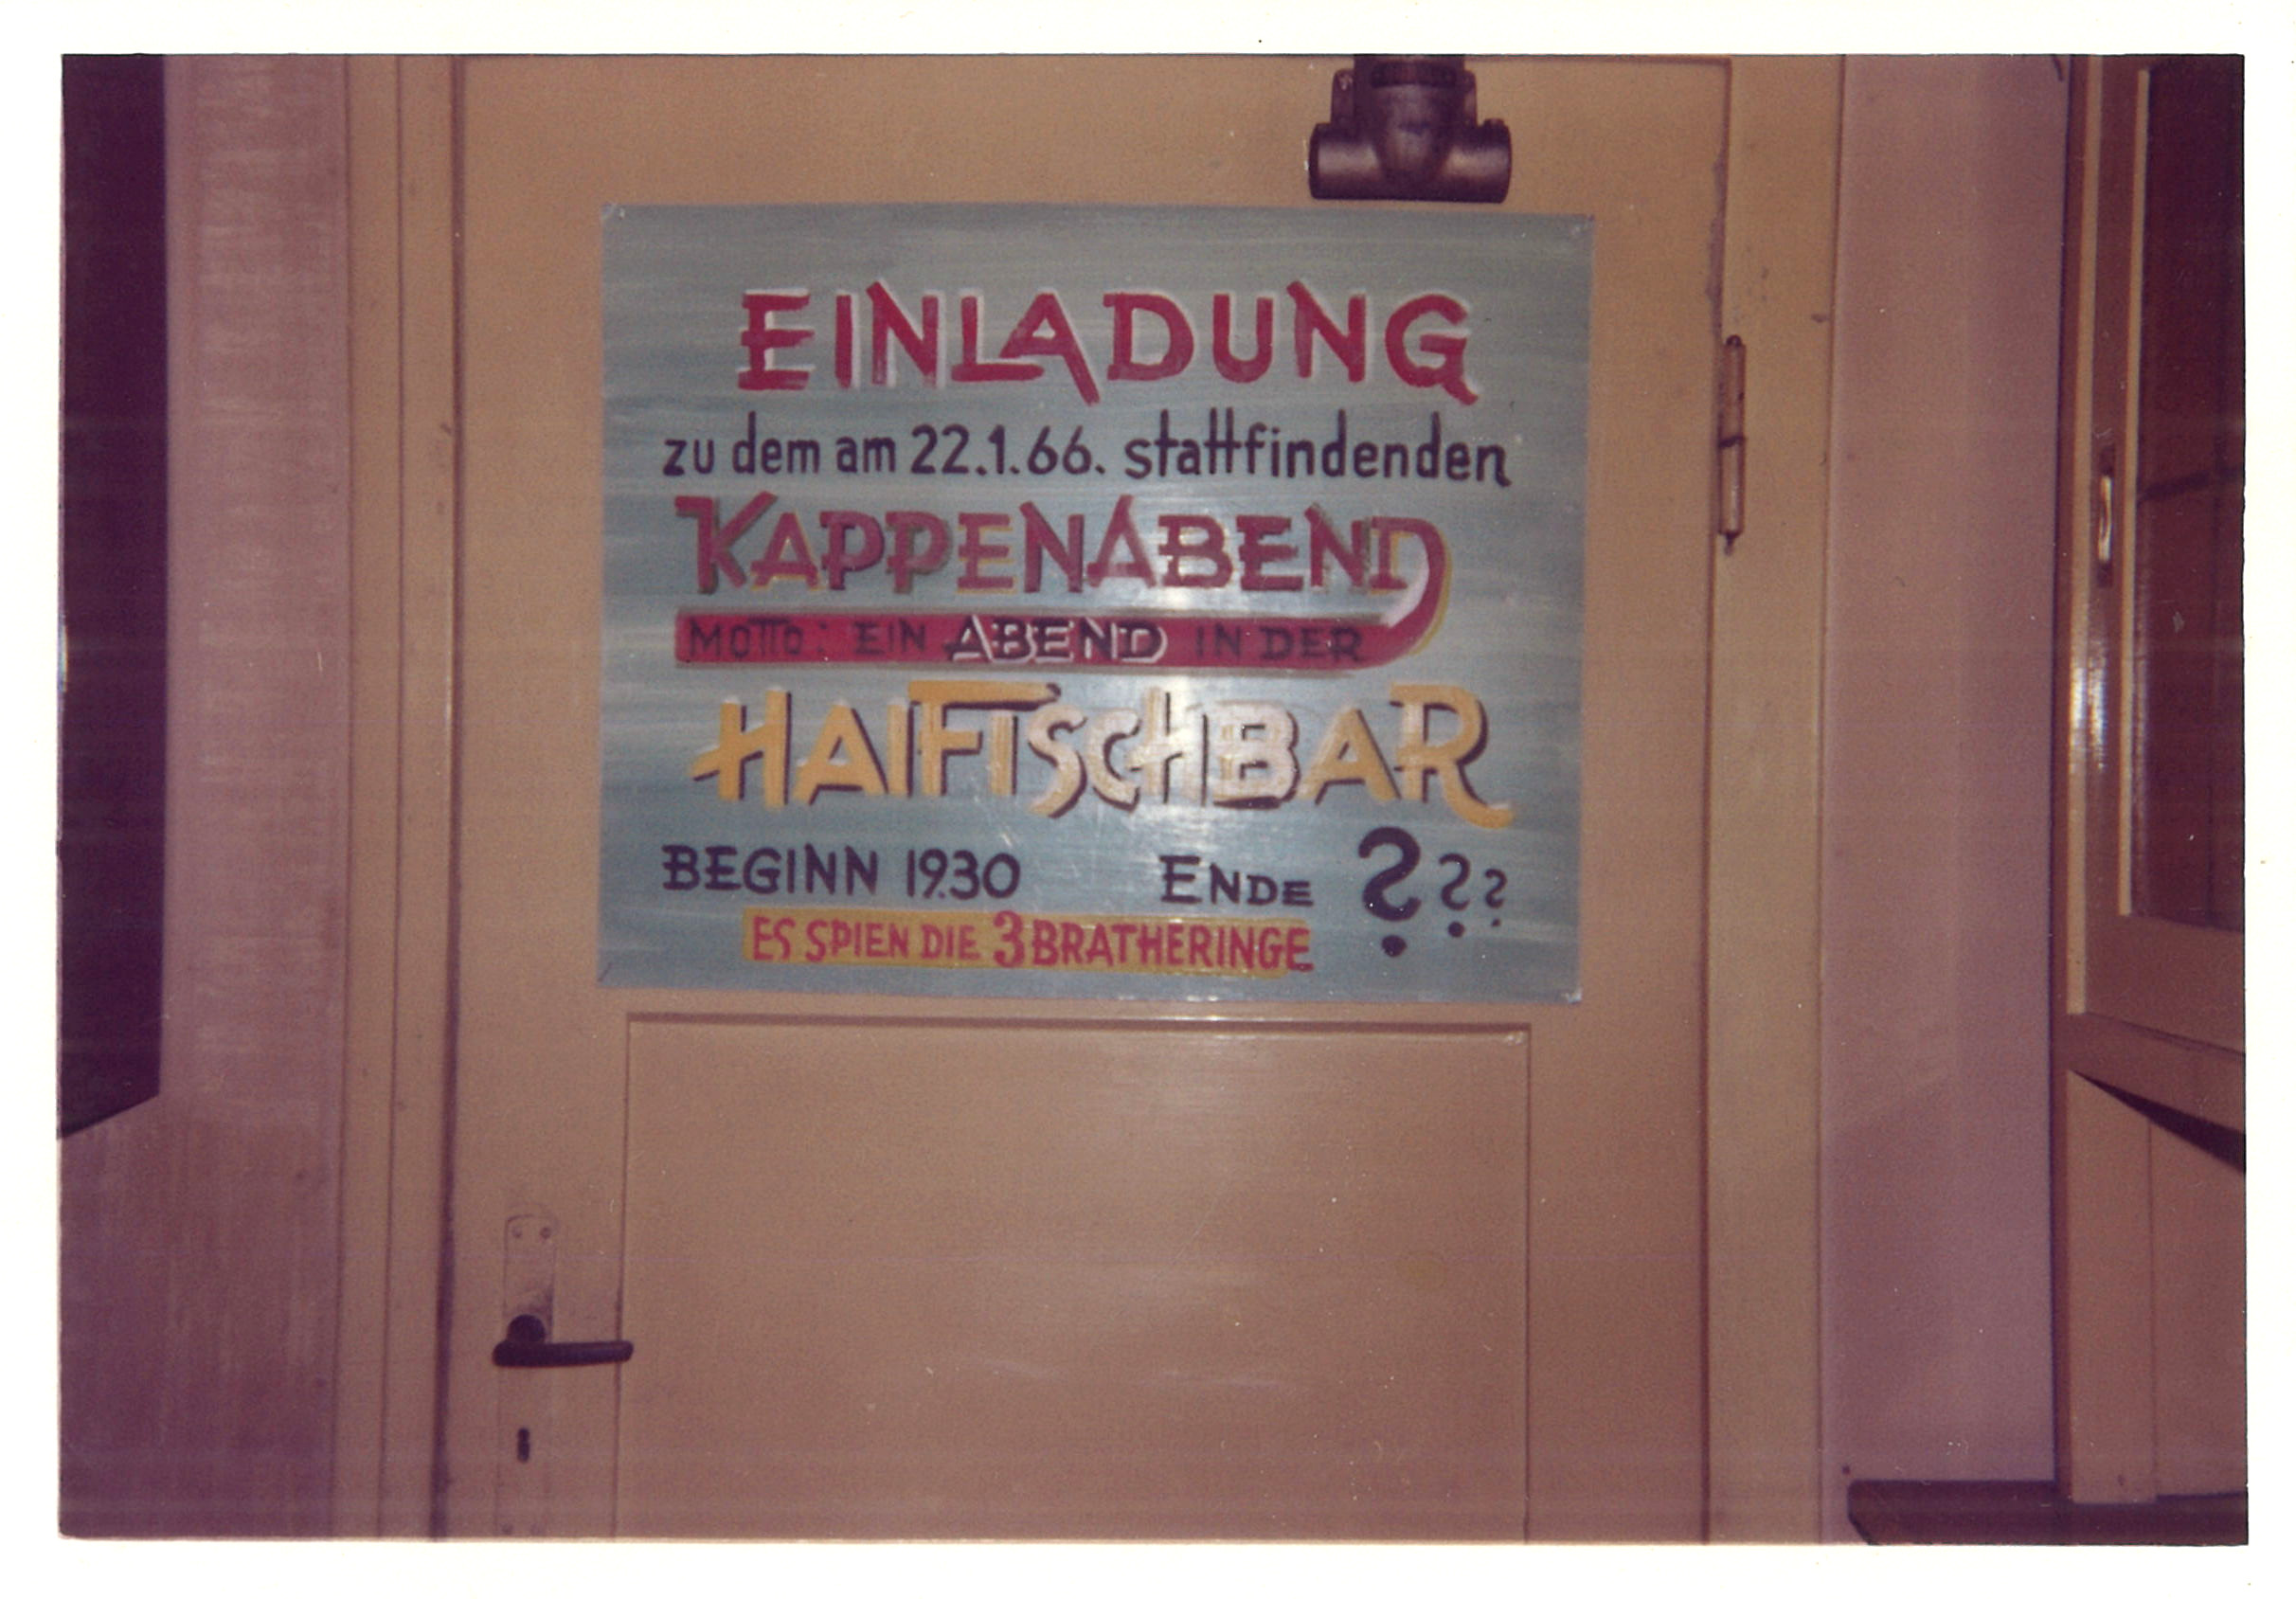 EINLADUNG
zu dem am 22.1.66. stattfindenden
KAPPENABEND
MOTTO: EIN ABEND IN DER
HAIFISCHBAR
BEGINN 19.30 ENDE ? ? ?
ES SPIEN DIE 3 BRATHERINGE